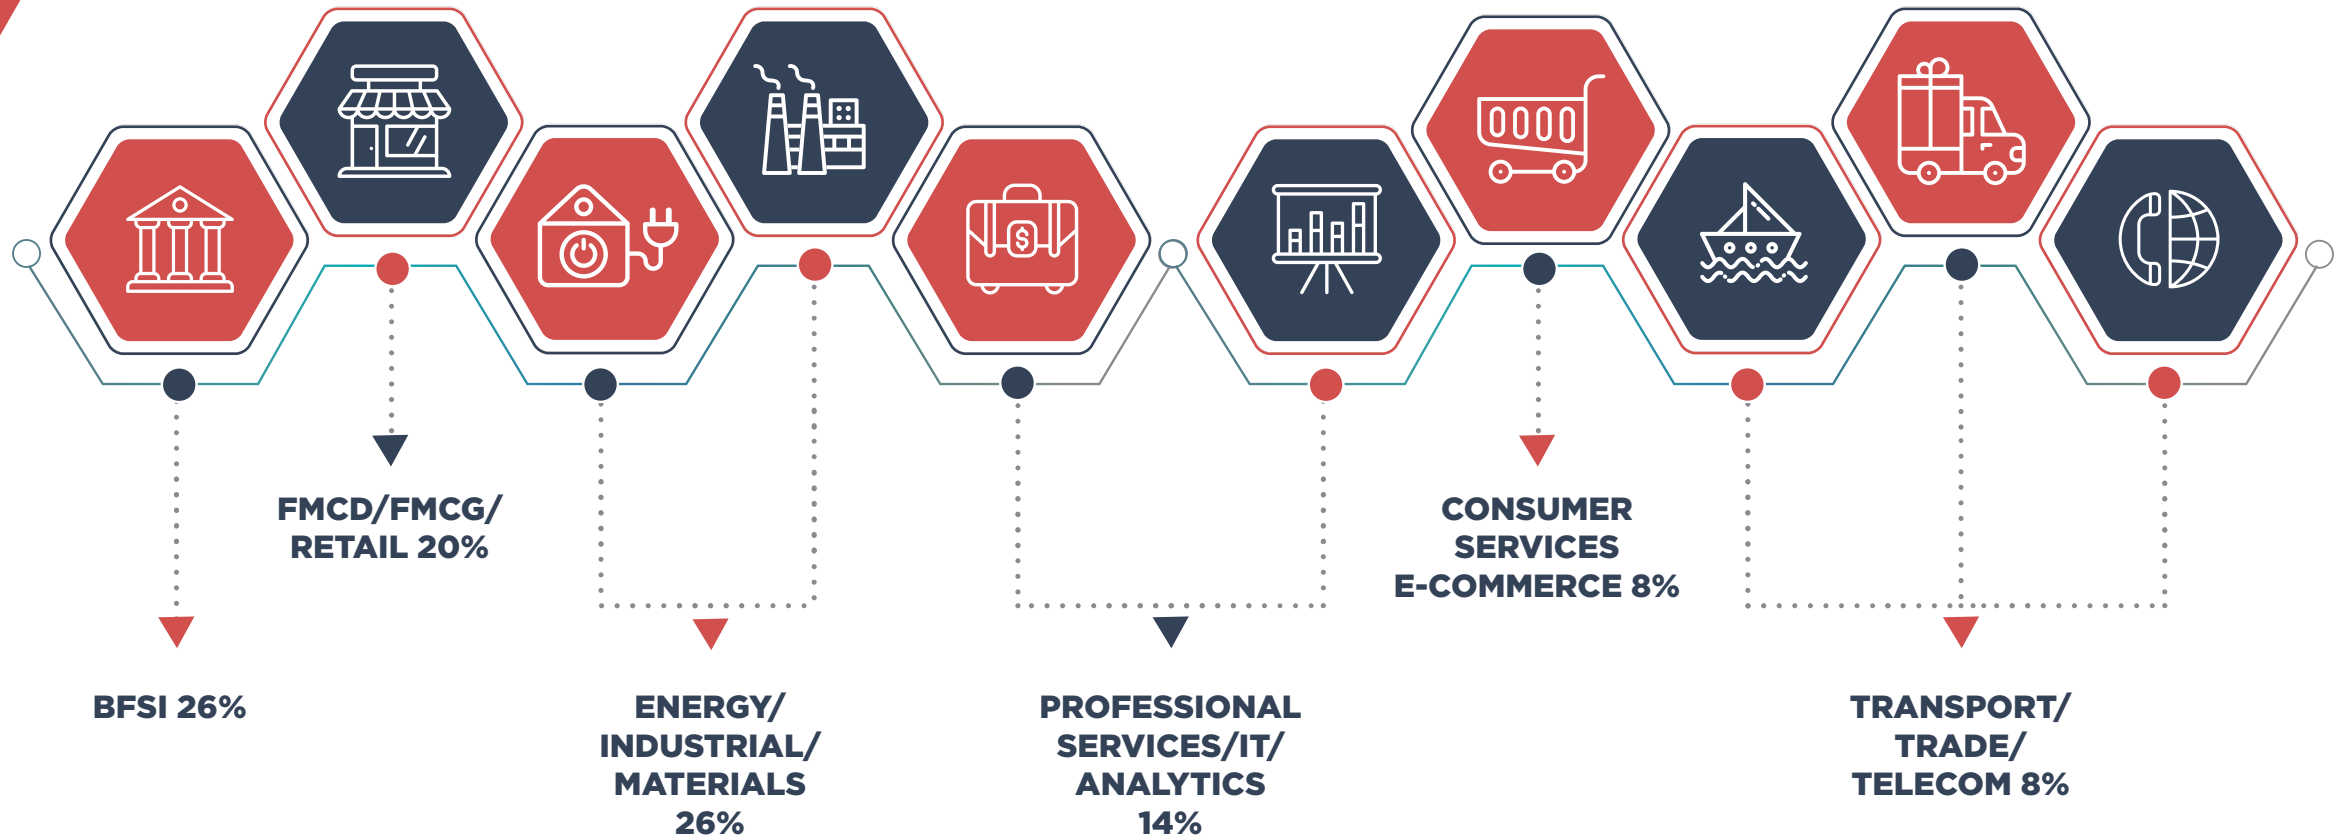 BFSI 26%
FMCD/FMCG/
RETAIL 20%
ENERGY/
INDUSTRIAL/
MATERIALS
26%
PROFESSIONAL
SERVICES/IT/
ANALYTICS
14%
CONSUMER
SERVICES
E-COMMERCE 8%
TRANSPORT/
TRADE/
TELECOM 8%